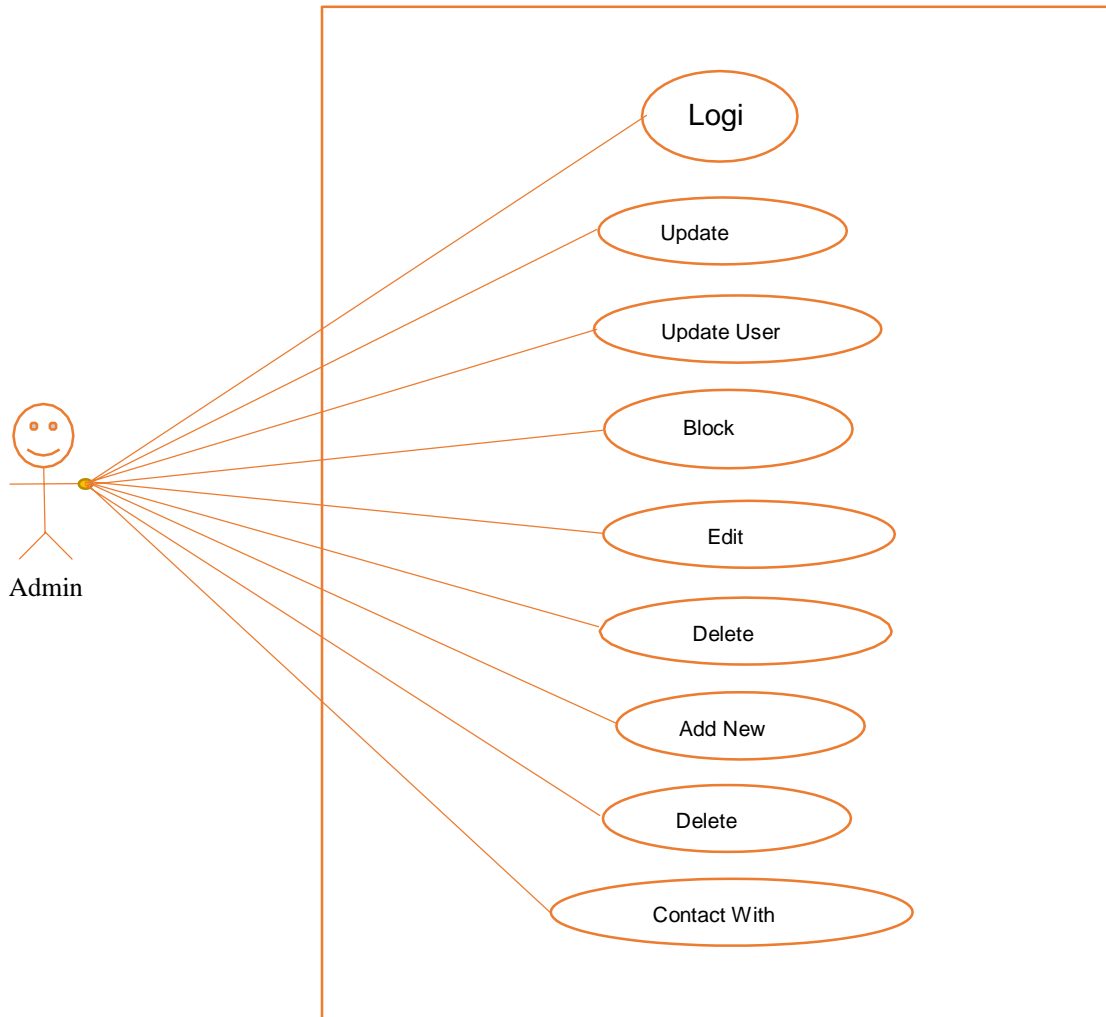 Logi
Update
Update User
Block
Edit
Admin
Delete
Add New
Delete
Contact With